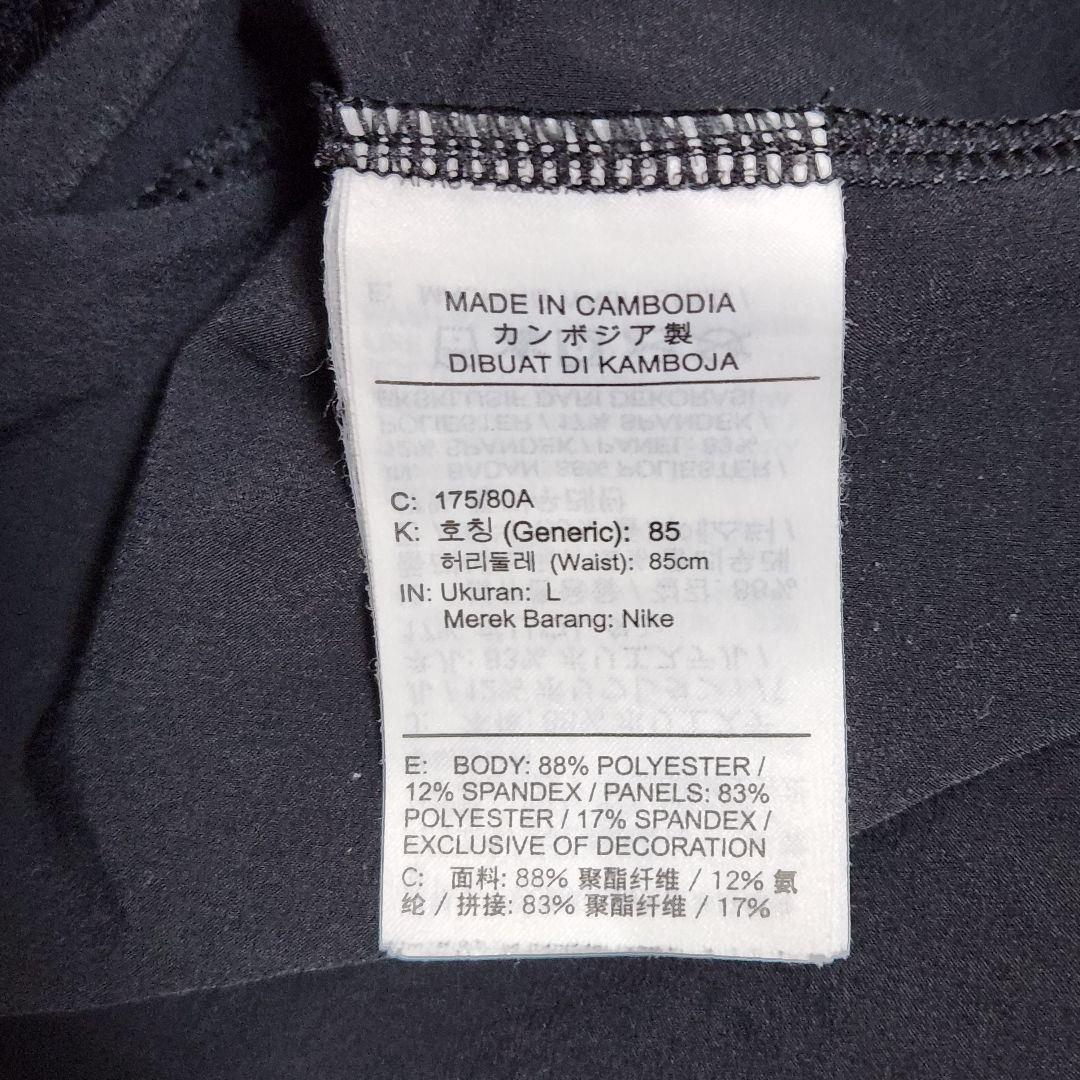 MADE IN CAMBODIA
カンボジア製
DIBUAT DI KAMBOJA
C: 175/80A
K: 호칭 (Generic): 85
허리둘레 (Waist): 85cm
IN: Ukuran: L
Merek Barang: Nike
E: BODY: 88% POLYESTER /
12% SPANDEX / PANELS: 83%
POLYESTER / 17% SPANDEX /
EXCLUSIVE OF DECORATION
C: 面料: 88% 聚酯纤维 / 12% 氨
纶 / 拼接: 83% 聚酯纤维 / 17%